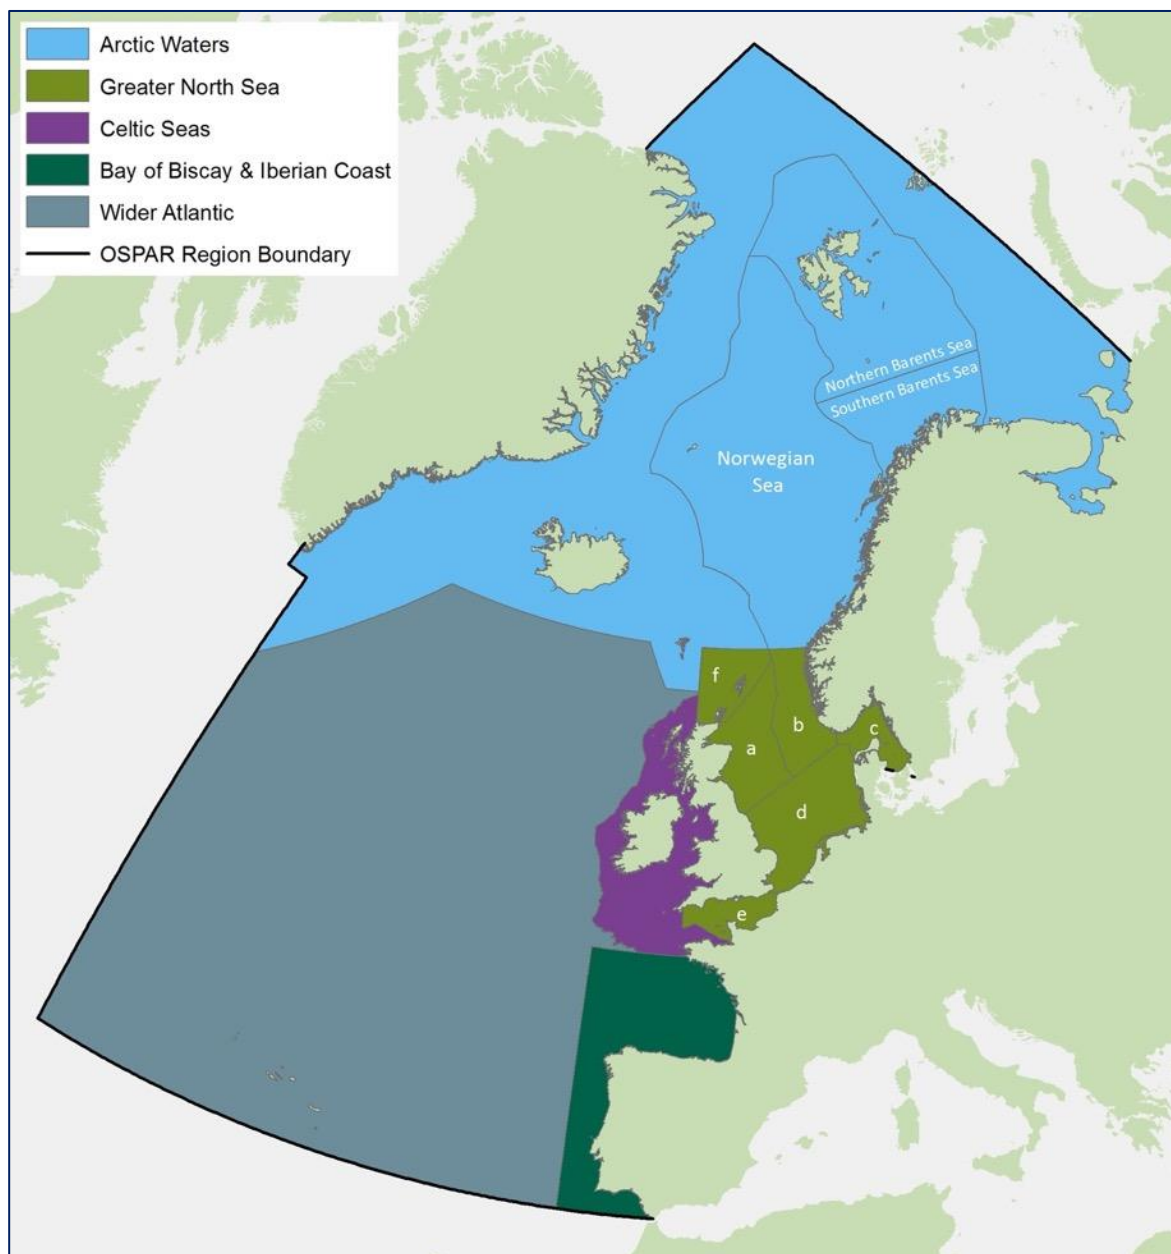 Arctic Waters
Greater North Sea
Celtic Seas
Bay of Biscay & Iberian Coast
Wider Atlantic
OSPAR Region Boundary
Northern Barents Sea
Southern Barents Sea
Norwegian
Sea
f
b
c
a
d
e